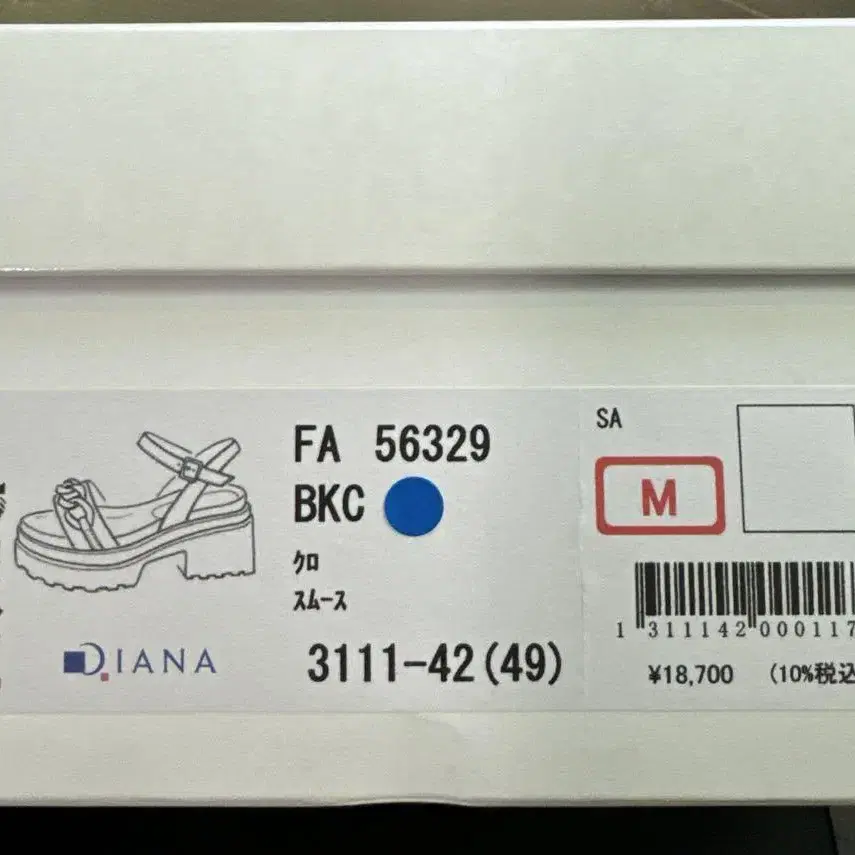 FA 56329
BKC
ｸﾛ
ｽﾑｰｽ
3111-42(49)
DIANA
SA
M
1 311142 000117
¥18,700 (10%税込